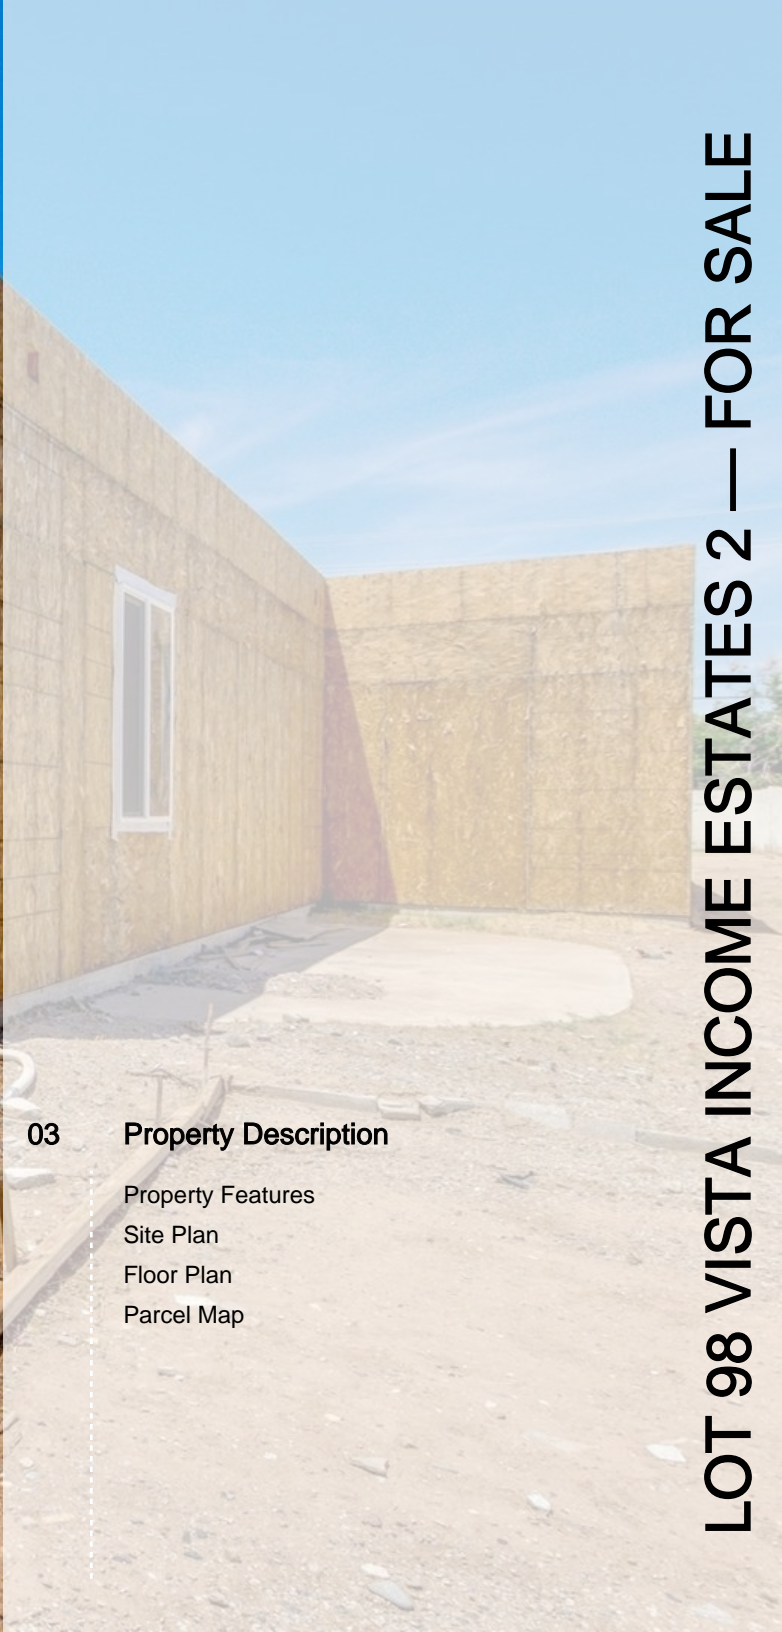 LOT 98 VISTA INCOME ESTATES 2 — FOR SALE
03 Property Description
Property Features
Site Plan
Floor Plan
Parcel Map